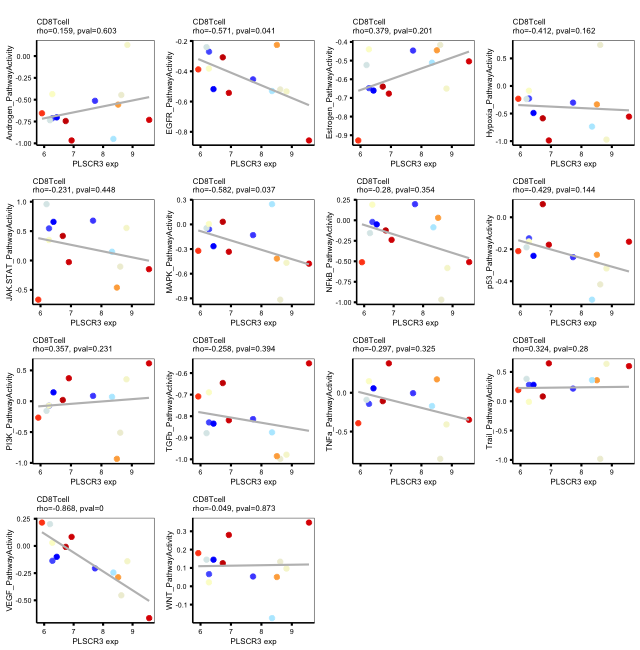 CD8Tcell
rho=0.159, pval=0.603
Androgen_PathwayActivity
0.00
-0.25
-0.50
-0.75
-1.00
6 7 8 9
PLSCR3 exp
CD8Tcell
rho=-0.571, pval=0.041
EGFR_PathwayActivity
-0.2
-0.4
-0.6
-0.8
6 7 8 9
PLSCR3 exp
CD8Tcell
rho=0.379, pval=0.201
Estrogen_PathwayActivity
-0.4
-0.5
-0.6
-0.7
-0.8
-0.9
6 7 8 9
PLSCR3 exp
CD8Tcell
rho=-0.412, pval=0.162
Hypoxia_PathwayActivity
0.5
0.0
-0.5
-1.0
6 7 8 9
PLSCR3 exp
CD8Tcell
rho=-0.231, pval=0.448
JAK.STAT_PathwayActivity
1.0
0.5
0.0
-0.5
6 7 8 9
PLSCR3 exp
CD8Tcell
rho=-0.582, pval=0.037
MAPK_PathwayActivity
0.3
0.0
-0.3
-0.6
-0.9
6 7 8 9
PLSCR3 exp
CD8Tcell
rho=-0.28, pval=0.354
NFkB_PathwayActivity
0.25
0.00
-0.25
-0.50
-0.75
-1.00
6 7 8 9
PLSCR3 exp
CD8Tcell
rho=-0.429, pval=0.144
p53_PathwayActivity
0.0
-0.2
-0.4
6 7 8 9
PLSCR3 exp
CD8Tcell
rho=0.357, pval=0.231
PI3K_PathwayActivity
0.5
0.0
-0.5
-1.0
6 7 8 9
PLSCR3 exp
CD8Tcell
rho=-0.258, pval=0.394
TGFb_PathwayActivity
-0.6
-0.7
-0.8
-0.9
-1.0
6 7 8 9
PLSCR3 exp
CD8Tcell
rho=-0.297, pval=0.325
TNFa_PathwayActivity
0.0
-0.5
6 7 8 9
PLSCR3 exp
CD8Tcell
rho=0.324, pval=0.28
Trail_PathwayActivity
0.5
0.0
-0.5
-1.0
6 7 8 9
PLSCR3 exp
CD8Tcell
rho=-0.868, pval=0
VEGF_PathwayActivity
0.25
0.00
-0.25
-0.50
6 7 8 9
PLSCR3 exp
CD8Tcell
rho=-0.049, pval=0.873
WNT_PathwayActivity
0.3
0.2
0.1
0.0
-0.1
6 7 8 9
PLSCR3 exp